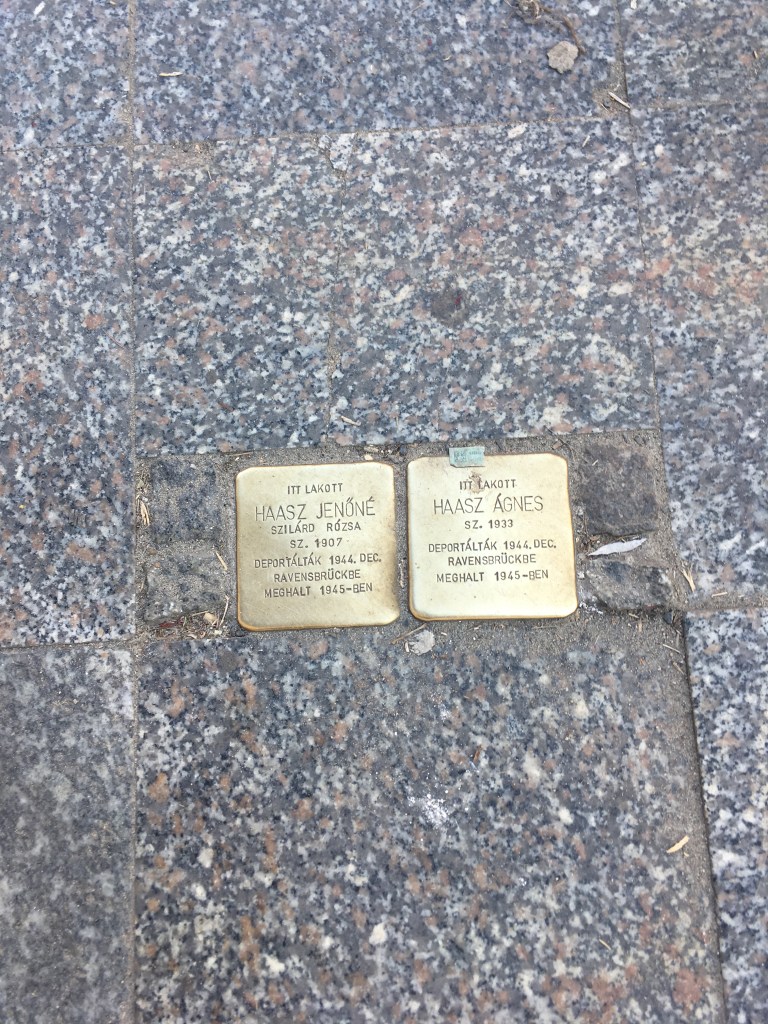 ITT LAKOTT
HAASZ JENŐNÉ
SZILÁRD RÓZSA
SZ. 1907
DEPORTÁLTÁK 1944. DEC.
RAVENSBRÜCKBE
MEGHALT 1945-BEN
ITT LAKOTT
HAASZ ÁGNES
SZ. 1933
DEPORTÁLTÁK 1944. DEC.
RAVENSBRÜCKBE
MEGHALT 1945-BEN